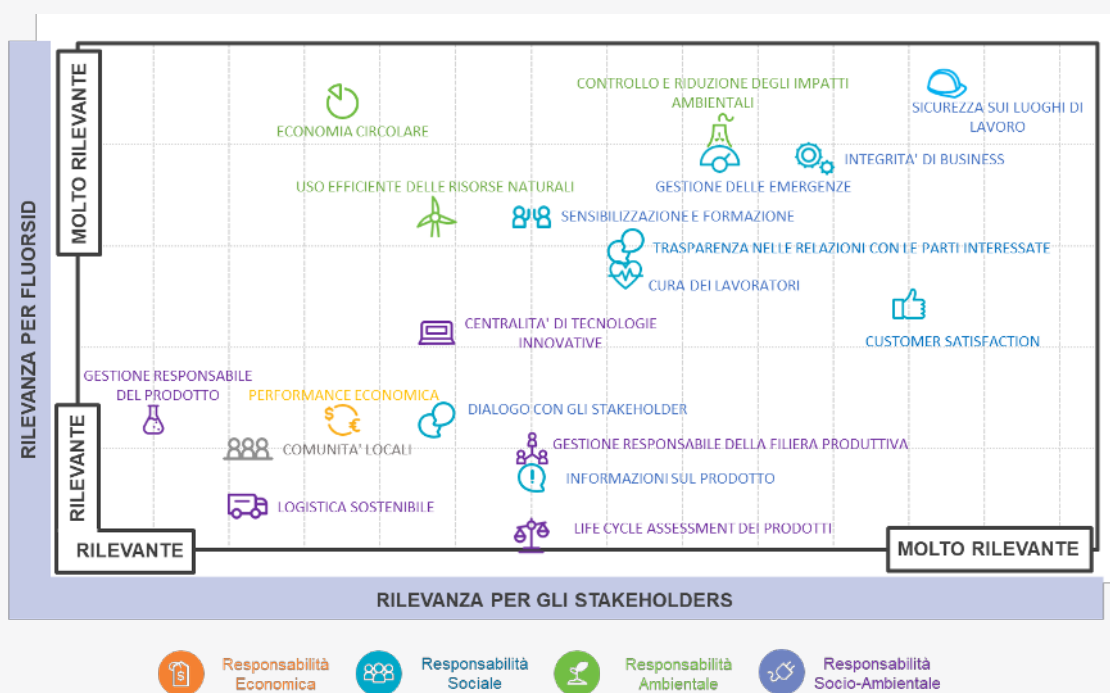 RILEVANZA PER FLUORSID
MOLTO RILEVANTE
RILEVANTE
CONTROLLO E RIDUZIONE DEGLI IMPATTI
AMBIENTALI
SICUREZZA SUI LUOGHI DI
LAVORO
ECONOMIA CIRCOLARE
INTEGRITA' DI BUSINESS
USO EFFICIENTE DELLE RISORSE NATURALI
GESTIONE DELLE EMERGENZE
SENSIBILIZZAZIONE E FORMAZIONE
TRASPARENZA NELLE RELAZIONI CON LE PARTI INTERESSATE
CURA DEI LAVORATORI
CENTRALITA' DI TECNOLOGIE
INNOVATIVE
CUSTOMER SATISFACTION
GESTIONE RESPONSABILE
DEL PRODOTTO
PERFORMANCE ECONOMICA
$
€
DIALOGO CON GLI STAKEHOLDER
COMUNITA' LOCALI
GESTIONE RESPONSABILE DELLA FILIERA PRODUTTIVA
INFORMAZIONI SUL PRODOTTO
LOGISTICA SOSTENIBILE
LIFE CYCLE ASSESSMENT DEI PRODOTTI
RILEVANTE
MOLTO RILEVANTE
RILEVANZA PER GLI STAKEHOLDERS
$
Responsabilità
Economica
Responsabilità
Sociale
Responsabilità
Ambientale
Responsabilità
Socio-Ambientale